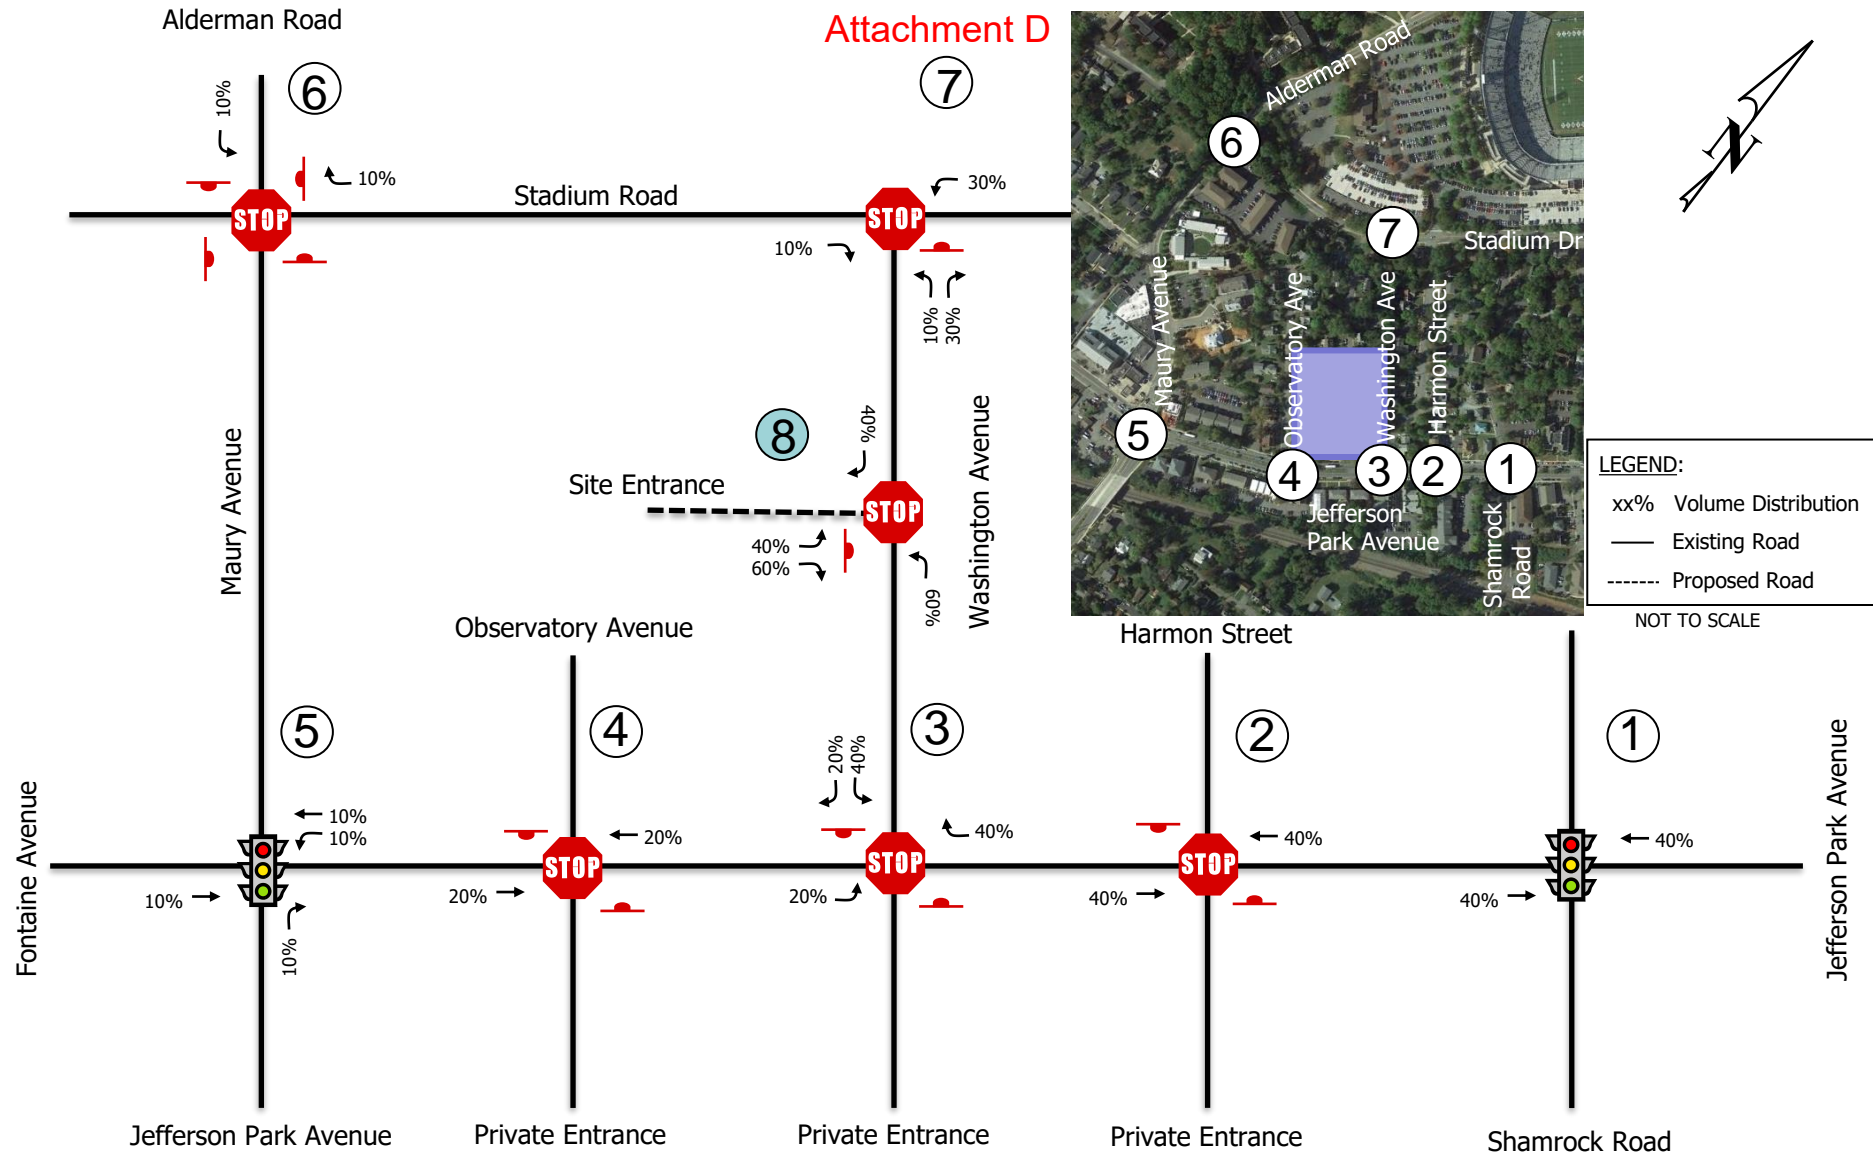 Alderman Road
Attachment D
6
7
10%
10%
Stadium Road
30%
10%
10%
30%
STOP
STOP
8
40%
Site Entrance
STOP
40%
60%
60%
Maury Avenue
Washington Avenue
Observatory Avenue
Harmon Street
5
4
3
2
1
Fontaine Avenue
10%
10%
10%
10%
20%
20%
STOP
20%
40%
40%
20%
STOP
40%
40%
STOP
40%
40%
Jefferson Park Avenue
Jefferson Park Avenue
Private Entrance
Private Entrance
Private Entrance
Shamrock Road
Alderman Road
6
7
Stadium Dr
Maury Avenue
Observatory Ave
Washington Ave
Harmon Street
5
4
3
2
1
Jefferson
Park Avenue
Shamrock
Road
N
LEGEND:
xx% Volume Distribution
Existing Road
Proposed Road
NOT TO SCALE